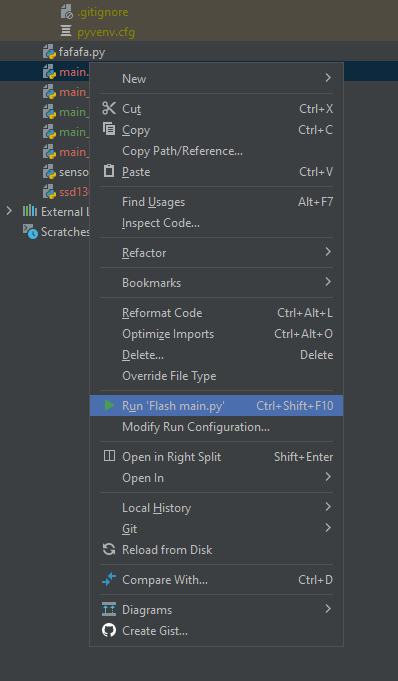 .gitignore
pyvenv.cfg
fafafa.py
main.
New
main_
Cut Ctrl+X
main_
Copy Ctrl+C
main_
Copy Path/Reference...
main_
Paste Ctrl+V
senso
ssd13
Find Usages Alt+F7
External L
Inspect Code...
Scratches
Refactor
Bookmarks
Reformat Code Ctrl+Alt+L
Optimize Imports Ctrl+Alt+O
Delete... Delete
Override File Type
Run 'Flash main.py' Ctrl+Shift+F10
Modify Run Configuration...
Open in Right Split Shift+Enter
Open In
Local History
Git
Reload from Disk
Compare With... Ctrl+D
Diagrams
Create Gist...